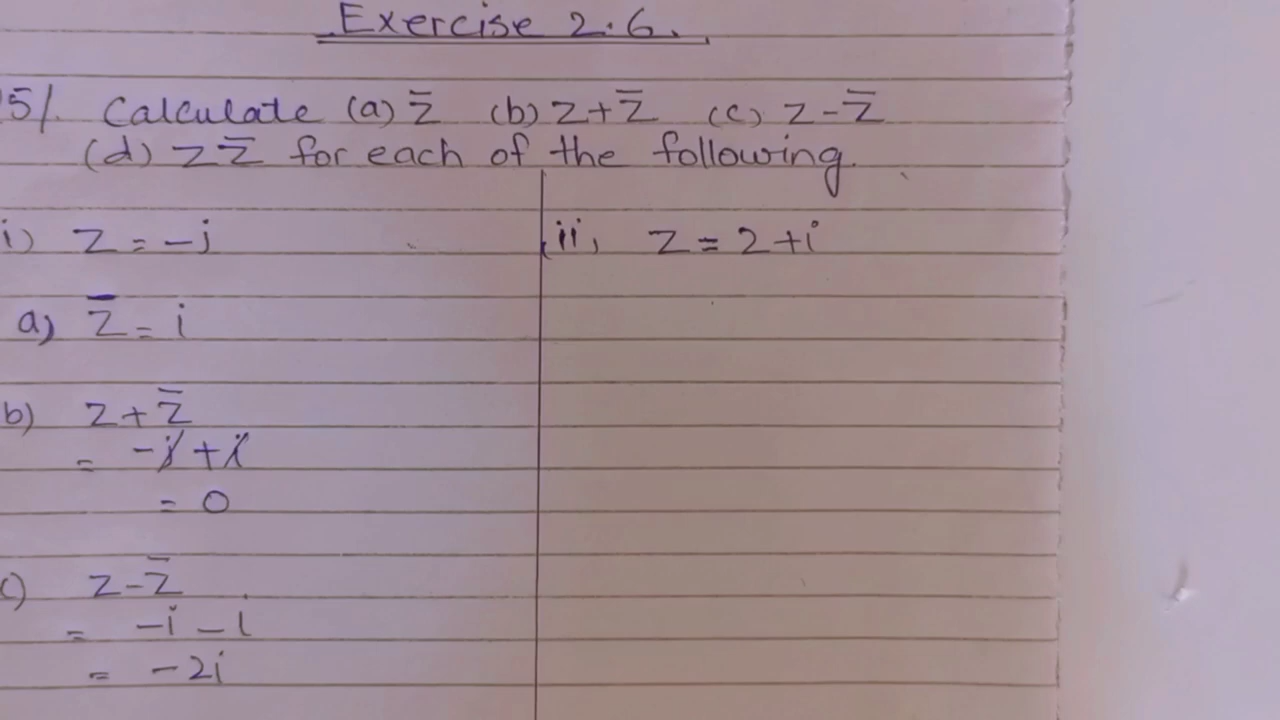 Exercise 2.6.
5/. Calculate (a) z̄ (b) z+z̄ (c) z-z̄
(d) zz̄ for each of the following.
i) z = -i
a) z̄ = i
b) z+z̄
= -i+i
= 0
c) z-z̄
= -i-i
= -2i
ii, z = 2+i